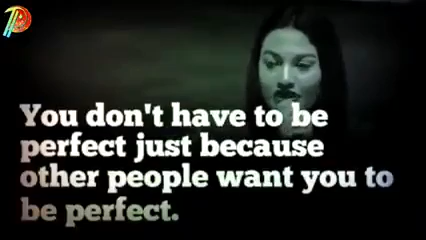 You don't have to be
perfect just because
other people want you to
be perfect.